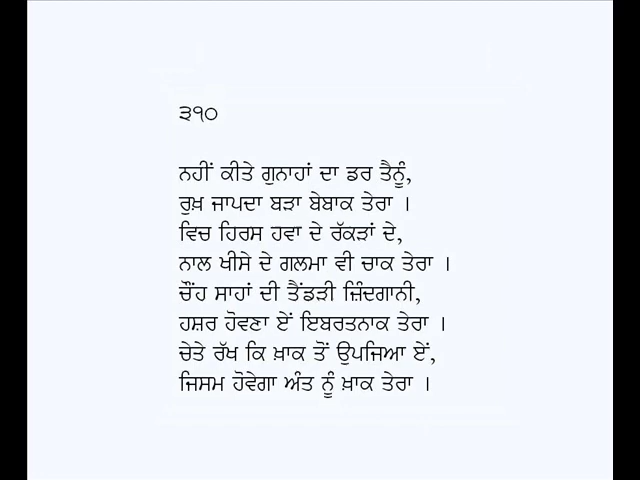 ੩੧੦
ਨਹੀਂ ਕੀਤੇ ਗੁਨਾਹਾਂ ਦਾ ਡਰ ਤੈਨੂੰ,
ਰੁਖ਼ ਜਾਪਦਾ ਬੜਾ ਬੇਬਾਕ ਤੇਰਾ ।
ਵਿਚ ਹਿਰਸ ਹਵਾ ਦੇ ਰੱਕੜਾਂ ਦੇ,
ਨਾਲ ਖੀਸੇ ਦੇ ਗਲਮਾ ਵੀ ਚਾਕ ਤੇਰਾ ।
ਚੌਂਹ ਸਾਹਾਂ ਦੀ ਤੈਂਡੜੀ ਜ਼ਿੰਦਗਾਨੀ,
ਹਸ਼ਰ ਹੋਵਣਾ ਏਂ ਇਬਰਤਨਾਕ ਤੇਰਾ ।
ਚੇਤੇ ਰੱਖ ਕਿ ਖ਼ਾਕ ਤੋਂ ਉਪਜਿਆ ਏਂ,
ਜਿਸਮ ਹੋਵੇਗਾ ਅੰਤ ਨੂੰ ਖ਼ਾਕ ਤੇਰਾ ।